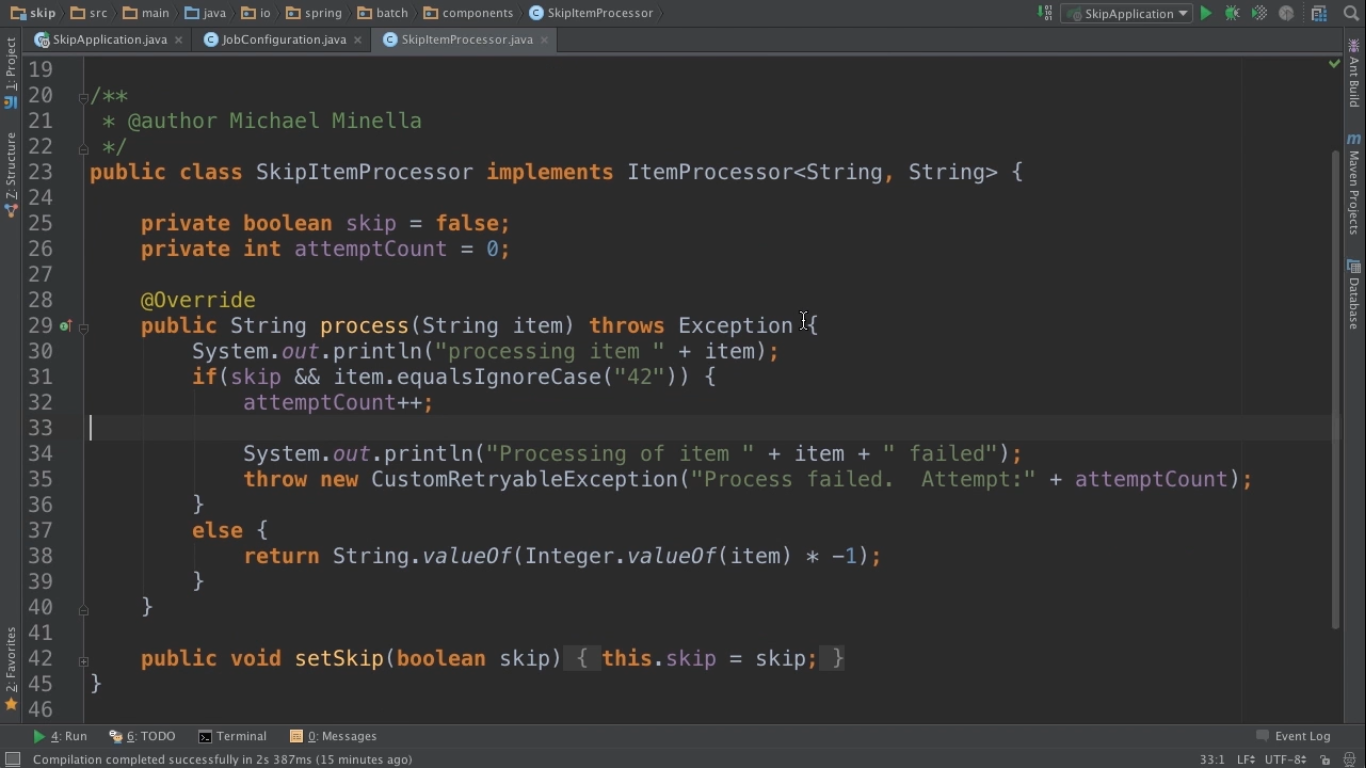 skip src main java io spring batch components SkipItemProcessor SkipApplication
SkipApplication.java JobConfiguration.java SkipItemProcessor.java
1: Project
Z: Structure
2: Favorites
19
20 /**
21  * @author Michael Minella
22  */
23 public class SkipItemProcessor implements ItemProcessor<String, String> {
24
25     private boolean skip = false;
26     private int attemptCount = 0;
27
28     @Override
29     public String process(String item) throws Exception {
30         System.out.println("processing item " + item);
31         if(skip && item.equalsIgnoreCase("42")) {
32             attemptCount++;
33
34             System.out.println("Processing of item " + item + " failed");
35             throw new CustomRetryableException("Process failed.  Attempt:" + attemptCount);
36         }
37         else {
38             return String.valueOf(Integer.valueOf(item) * -1);
39         }
40     }
41
42     public void setSkip(boolean skip) { this.skip = skip; }
45 }
46
Ant Build
Maven Projects
Database
4: Run 6: TODO Terminal 0: Messages Event Log
Compilation completed successfully in 2s 387ms (15 minutes ago) 33:1 LF UTF-8